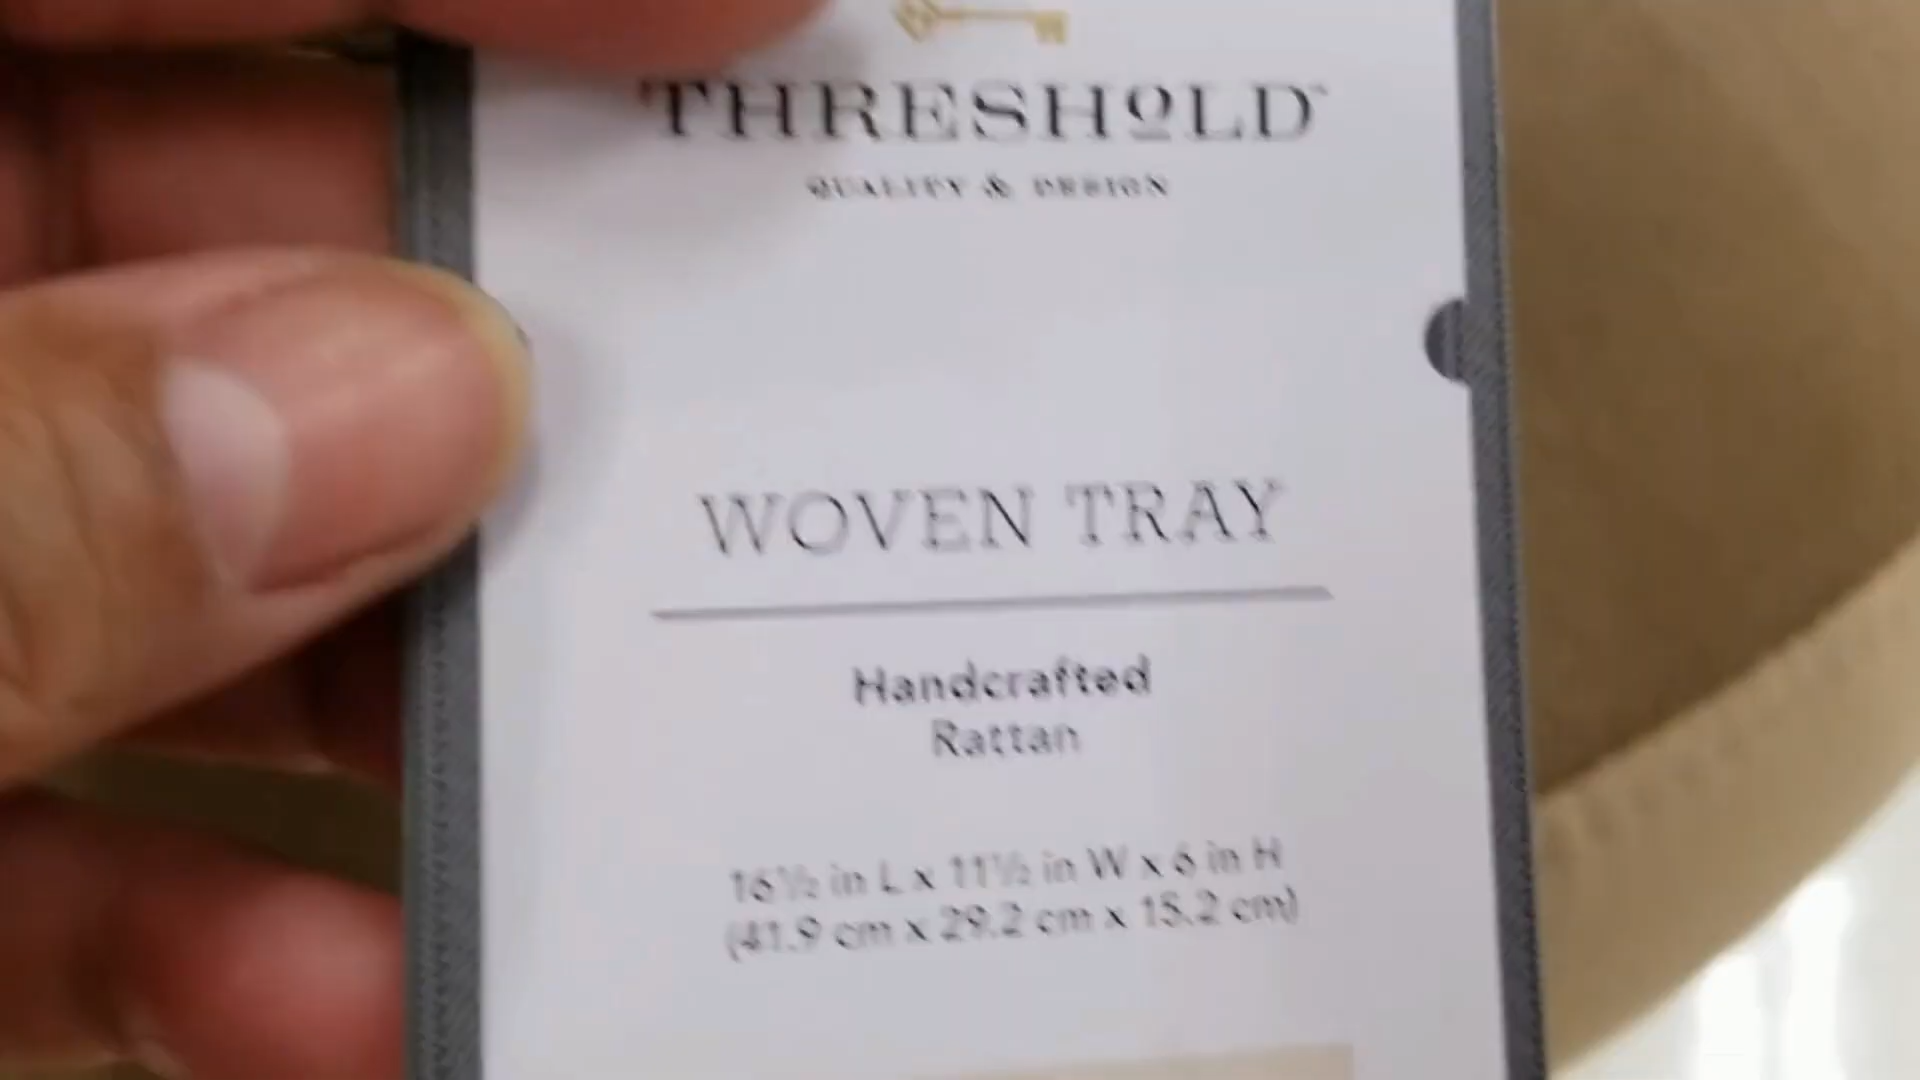 THRESHOLD
QUALITY & DESIGN
WOVEN TRAY
Handcrafted
Rattan
16½ in L x 11½ in W x 6 in H
(41.9 cm x 29.2 cm x 15.2 cm)